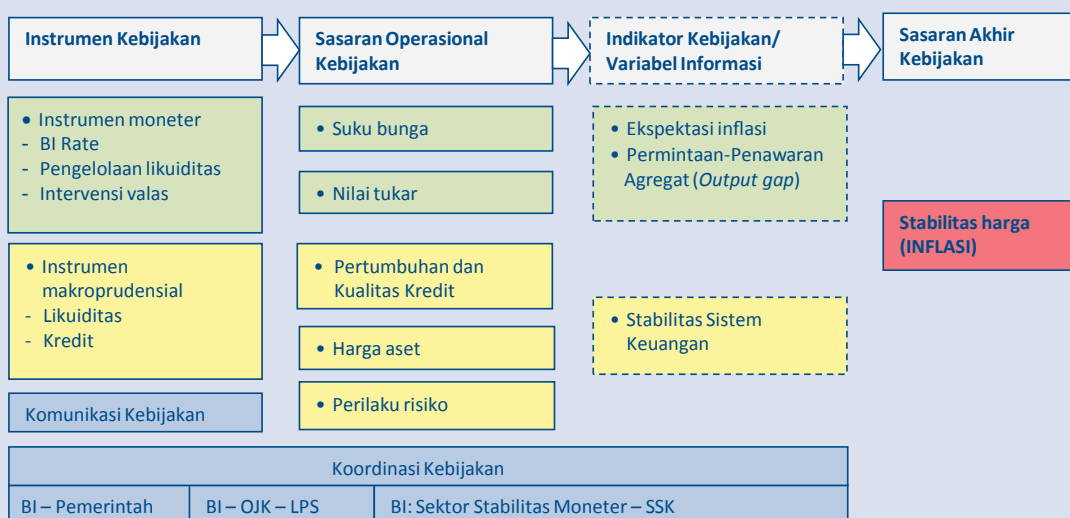 Instrumen Kebijakan
Sasaran Operasional
Kebijakan
Indikator Kebijakan/
Variabel Informasi
Sasaran Akhir
Kebijakan
• Instrumen moneter
- BI Rate
- Pengelolaan likuiditas
- Intervensi valas
• Instrumen
makroprudensial
- Likuiditas
- Kredit
Komunikasi Kebijakan
• Suku bunga
• Nilai tukar
• Pertumbuhan dan
Kualitas Kredit
• Harga aset
• Perilaku risiko
• Ekspektasi inflasi
• Permintaan-Penawaran
Agregat (Output gap)
• Stabilitas Sistem
Keuangan
Stabilitas harga
(INFLASI)
Koordinasi Kebijakan
BI – Pemerintah
BI – OJK – LPS
BI: Sektor Stabilitas Moneter – SSK